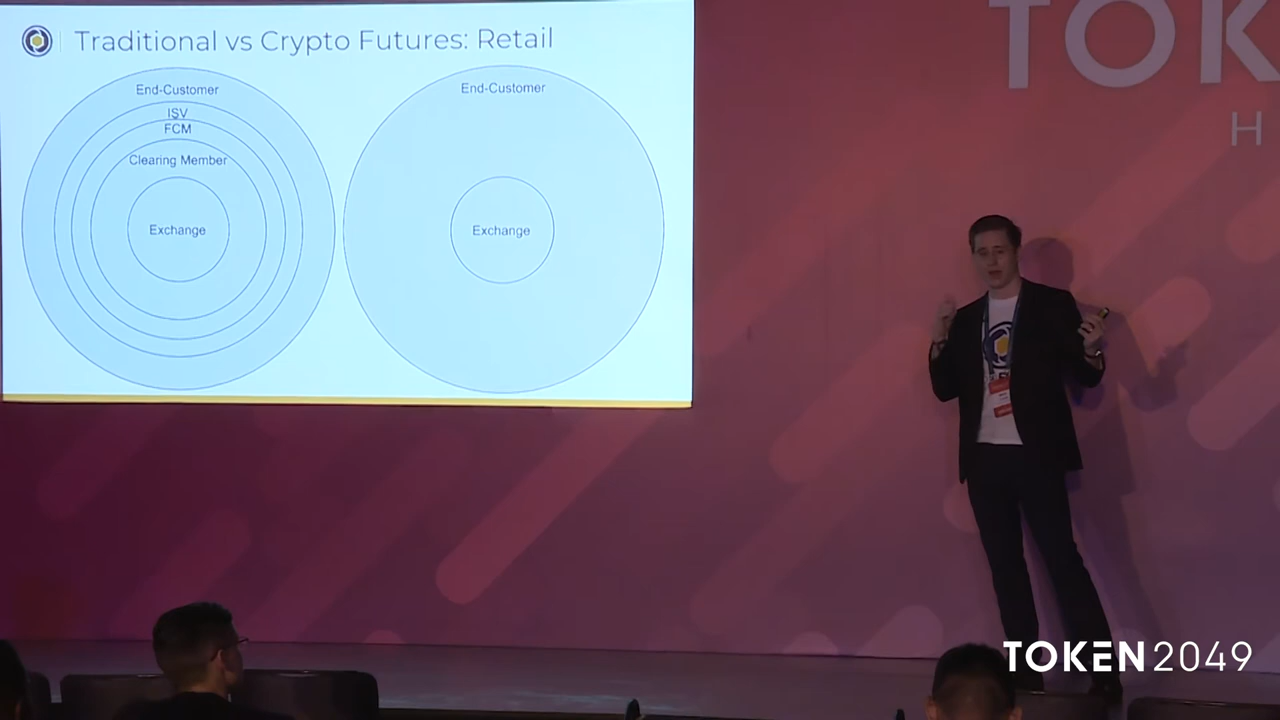 Traditional vs Crypto Futures: Retail
End-Customer
ISV
FCM
Clearing Member
Exchange
End-Customer
Exchange
TOK
H
TOKEN2049